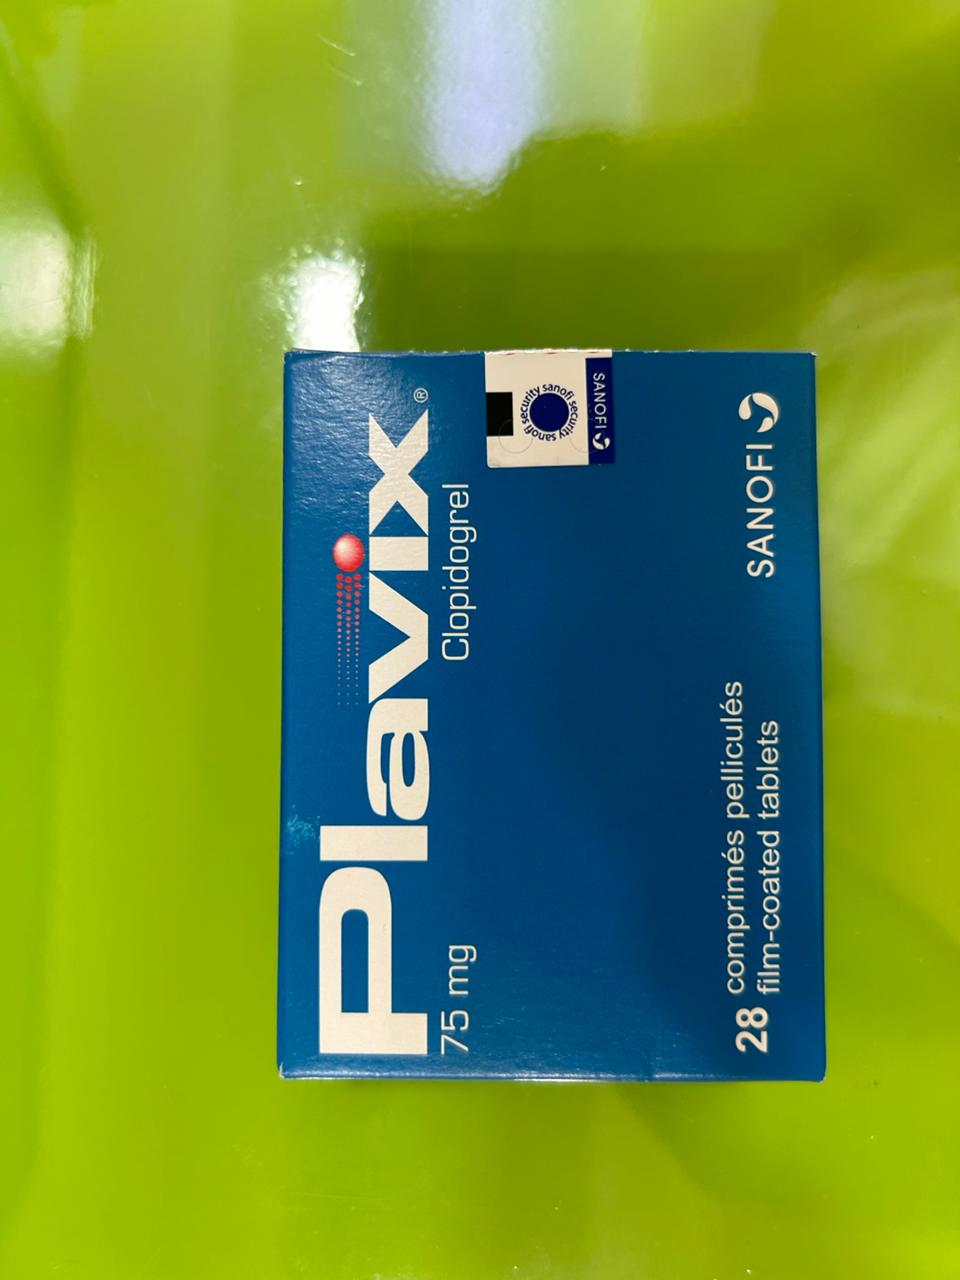 Plavix®
75 mg
Clopidogrel
sanofi security sanofi security
SANOFI
28 comprimés pelliculés
film-coated tablets
SANOFI